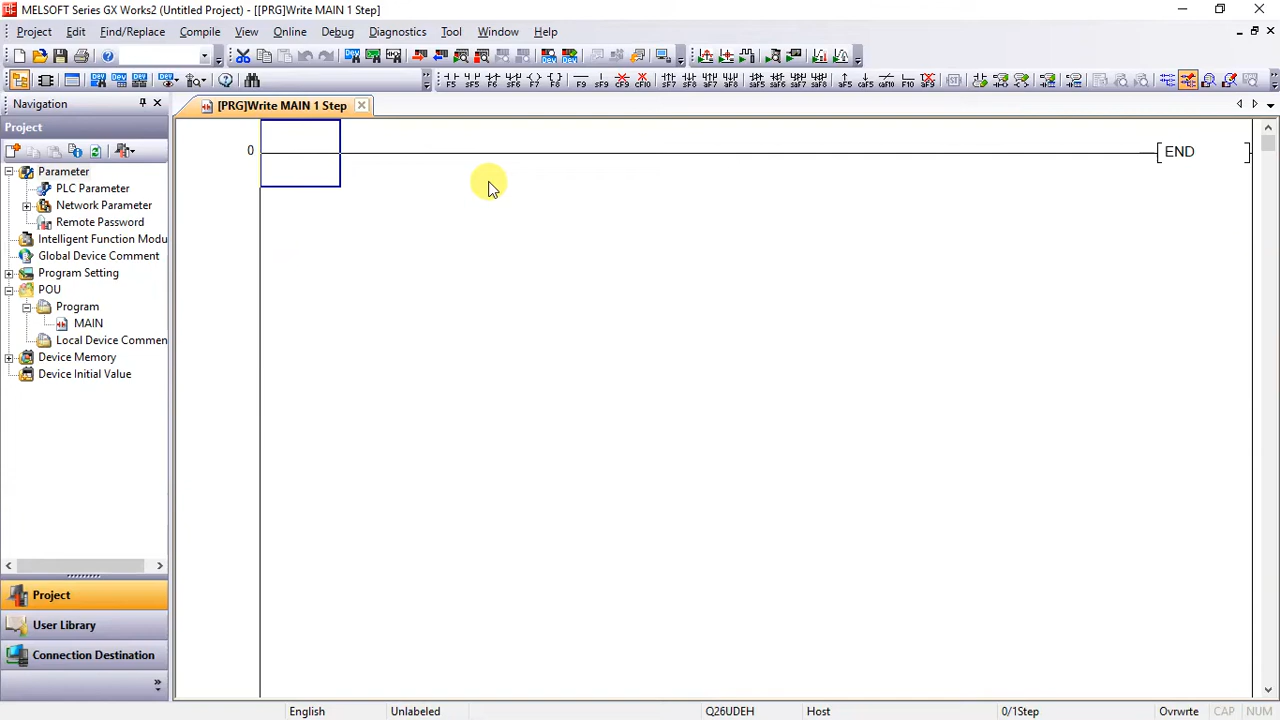 MELSOFT Series GX Works2 (Untitled Project) - [[PRG]Write MAIN 1 Step]
Project Edit Find/Replace Compile View Online Debug Diagnostics Tool Window Help
Navigation
[PRG]Write MAIN 1 Step
Project
Parameter
PLC Parameter
Network Parameter
Remote Password
Intelligent Function Modu
Global Device Comment
Program Setting
POU
Program
MAIN
Local Device Commen
Device Memory
Device Initial Value
0
END
Project
User Library
Connection Destination
English Unlabeled Q26UDEH Host 0/1Step Ovrwrte CAP NUM